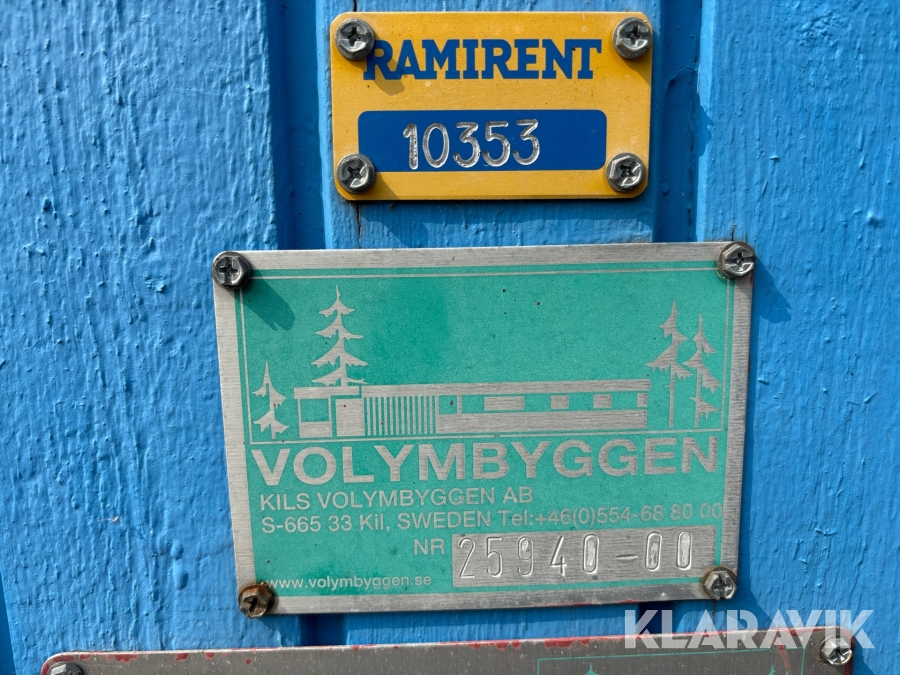 RAMIRENT
10353
VOLYMBYGGEN
KILS VOLYMBYGGEN AB
S-665 33 Kil, SWEDEN Tel:+46(0)554-68 80 00
NR 25940-00
www.volymbyggen.se
KLARAVIK